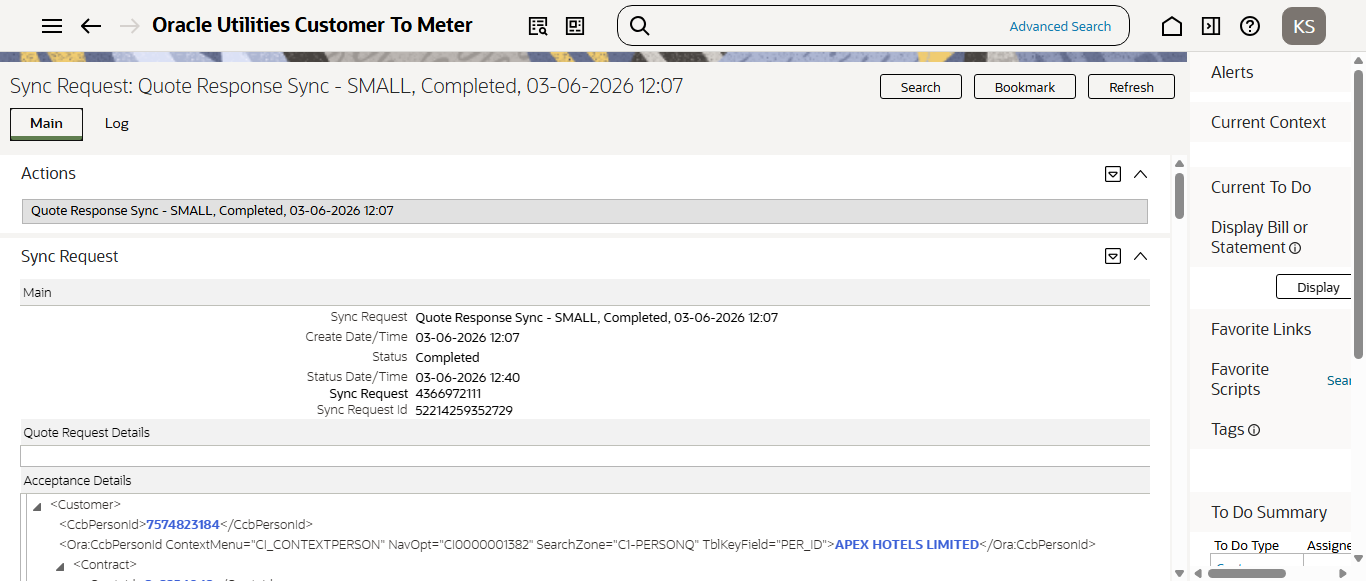 Oracle Utilities Customer To Meter
Advanced Search
KS
Sync Request: Quote Response Sync - SMALL, Completed, 03-06-2026 12:07
Search
Bookmark
Refresh
Main
Log
Actions
Quote Response Sync - SMALL, Completed, 03-06-2026 12:07
Sync Request
Main
Sync Request Quote Response Sync - SMALL, Completed, 03-06-2026 12:07
Create Date/Time 03-06-2026 12:07
Status Completed
Status Date/Time 03-06-2026 12:40
Sync Request 4366972111
Sync Request Id 52214259352729
Quote Request Details
Acceptance Details
<Customer>
<CcbPersonId>7574823184</CcbPersonId>
<Ora:CcbPersonId ContextMenu="CI_CONTEXTPERSON" NavOpt="CI0000001382" SearchZone="C1-PERSONQ" TblKeyField="PER_ID">APEX HOTELS LIMITED</Ora:CcbPersonId>
<Contract>
Alerts
Current Context
Current To Do
Display Bill or
Statement
Display
Favorite Links
Favorite
Scripts
Sear
Tags
To Do Summary
To Do Type
Assigne